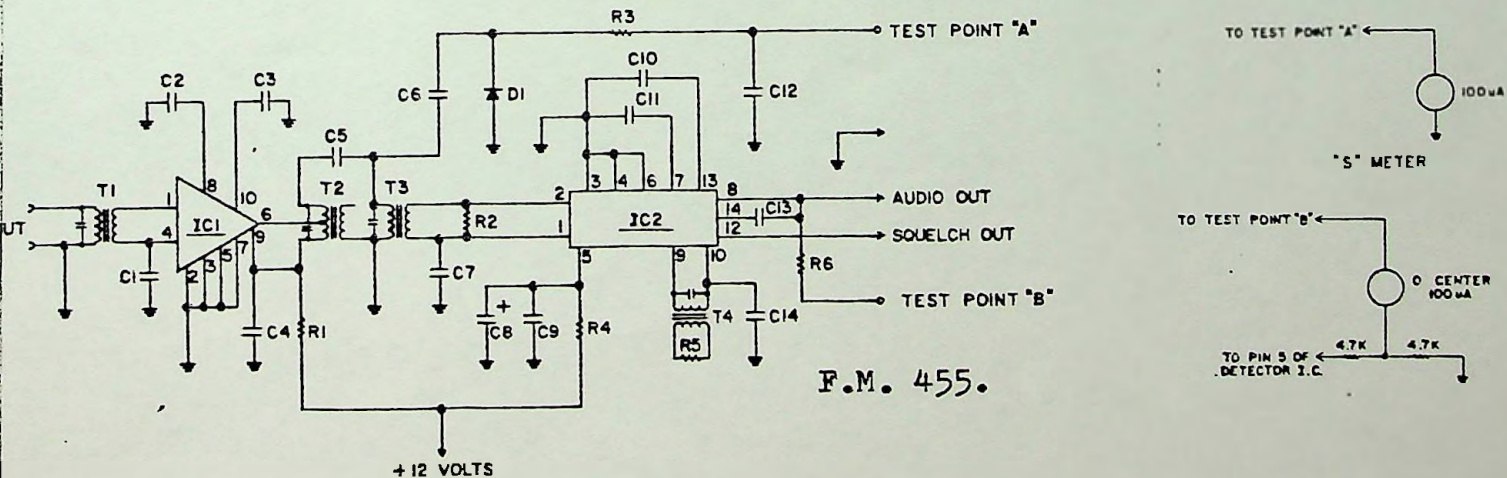 R3
TEST POINT "A"
TO TEST POINT "A"
C2
C3
C6
D1
C10
C11
C12
100uA
C5
"S" METER
T1
1
8
10
IC1
6
9
4
2
3
5
7
T2
T3
R2
2
1
3
4
6
7
13
IC2
8
14
12
C13
5
9
10
AUDIO OUT
SQUELCH OUT
UT
TO TEST POINT "B"
C1
C7
R6
TEST POINT "B"
O CENTER
100uA
C4
R1
+
C8
C9
R4
T4
C14
R5
4.7K
4.7K
TO PIN 5 OF
DETECTOR I.C.
F.M. 455.
+12 VOLTS